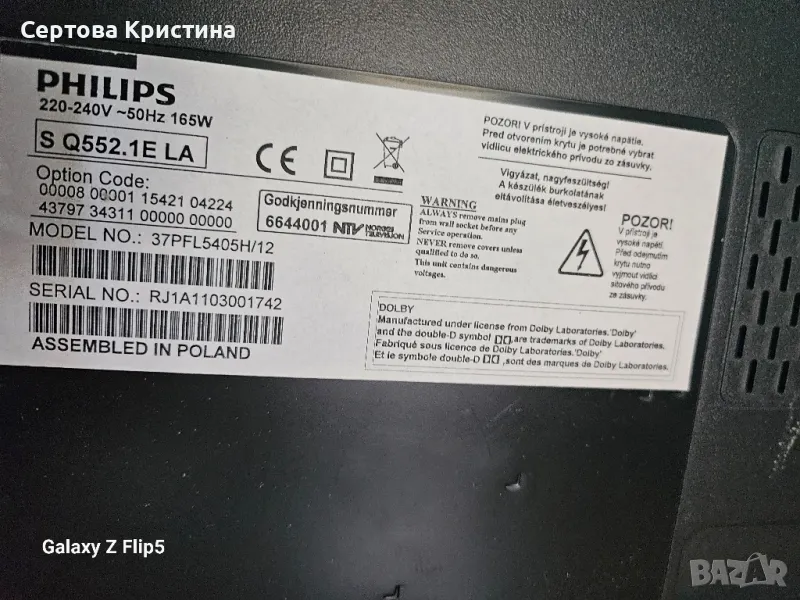 Сертова Кристина
PHILIPS
220-240V ~50Hz 165W
S Q552.1E LA
Option Code:
00008 00001 15421 04224
43797 34311 00000 00000
MODEL NO.: 37PFL5405H/12
SERIAL NO.: RJ1A1103001742
ASSEMBLED IN POLAND
CE
Godkjenningsnummer
6644001 NTV NORGES TELEVISJON
WARNING
ALWAYS remove mains plug
from wall socket before any
Service operation.
NEVER remove covers unless
qualified to do so.
This unit contains dangerous
voltages.
POZOR! V prístroji je vysoké napätie.
Pred otvorením krytu je potrebné vybrat
vidlicu elektrického prívodu zo zásuvky.
Vigyázat, nagyfeszültség!
A készülék burkolatának
eltávolítása életveszélyes!
POZOR!
V přístroji je
vysoké napětí.
Před odejmutím
krytu nutno
vyjmout vidlici
síťového přívodu
ze zásuvky.
DOLBY
Manufactured under license from Dolby Laboratories.'Dolby'
and the double-D symbol ,are trademarks of Dolby Laboratories.
Fabriqué sous licence de Dolby Laboratories.'Dolby'
Et le symbole double-D ,sont des marques de Dolby Laboratories.
Galaxy Z Flip5
BAZAR